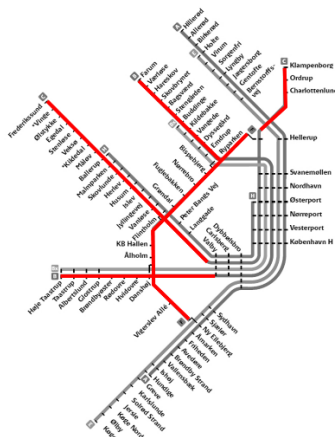 Hillerød
Allerød
Birkerød
Holte
Virum
Sorgenfri
Lyngby
Jægersborg
Gentofte
Bernstorffs-
vej
Klampenborg
Ordrup
Charlottenlund
Hellerup
Farum
Værløse
Hareskov
Skovbrynet
Bagsværd
Stengården
Buddinge
Kildebakke
Vangede
Dyssegård
Emdrup
Ryparken
Bispebjerg
Nørrebro
Fuglebakken
Grøndal
Flintholm
KB Hallen
Ålholm
Danshøj
Vigerslev Alle
Ny Ellebjerg
Frederikssund
*Vinge
Ølstykke
Egedal
Stenløse
Veksø
*Kildedal
Måløv
Ballerup
Malmparken
Skovlunde
Herlev
Husum
Islev
Jyllingevej
Vanløse
Peter Bangs Vej
Langgade
Valby
Carlsberg
Dybbølsbro
Svanemøllen
Nordhavn
Østerport
Nørreport
Vesterport
København H
Høje Taastrup
Taastrup
Albertslund
Glostrup
Brøndbyøster
Rødovre
Hvidovre
Sydhavn
Sjælør
Åmarken
Friheden
Avedøre
Brøndby Strand
Vallensbæk
Ishøj
Hundige
Greve
Karlslunde
Solrød Strand
Jersie
Køge Nord
Ølby